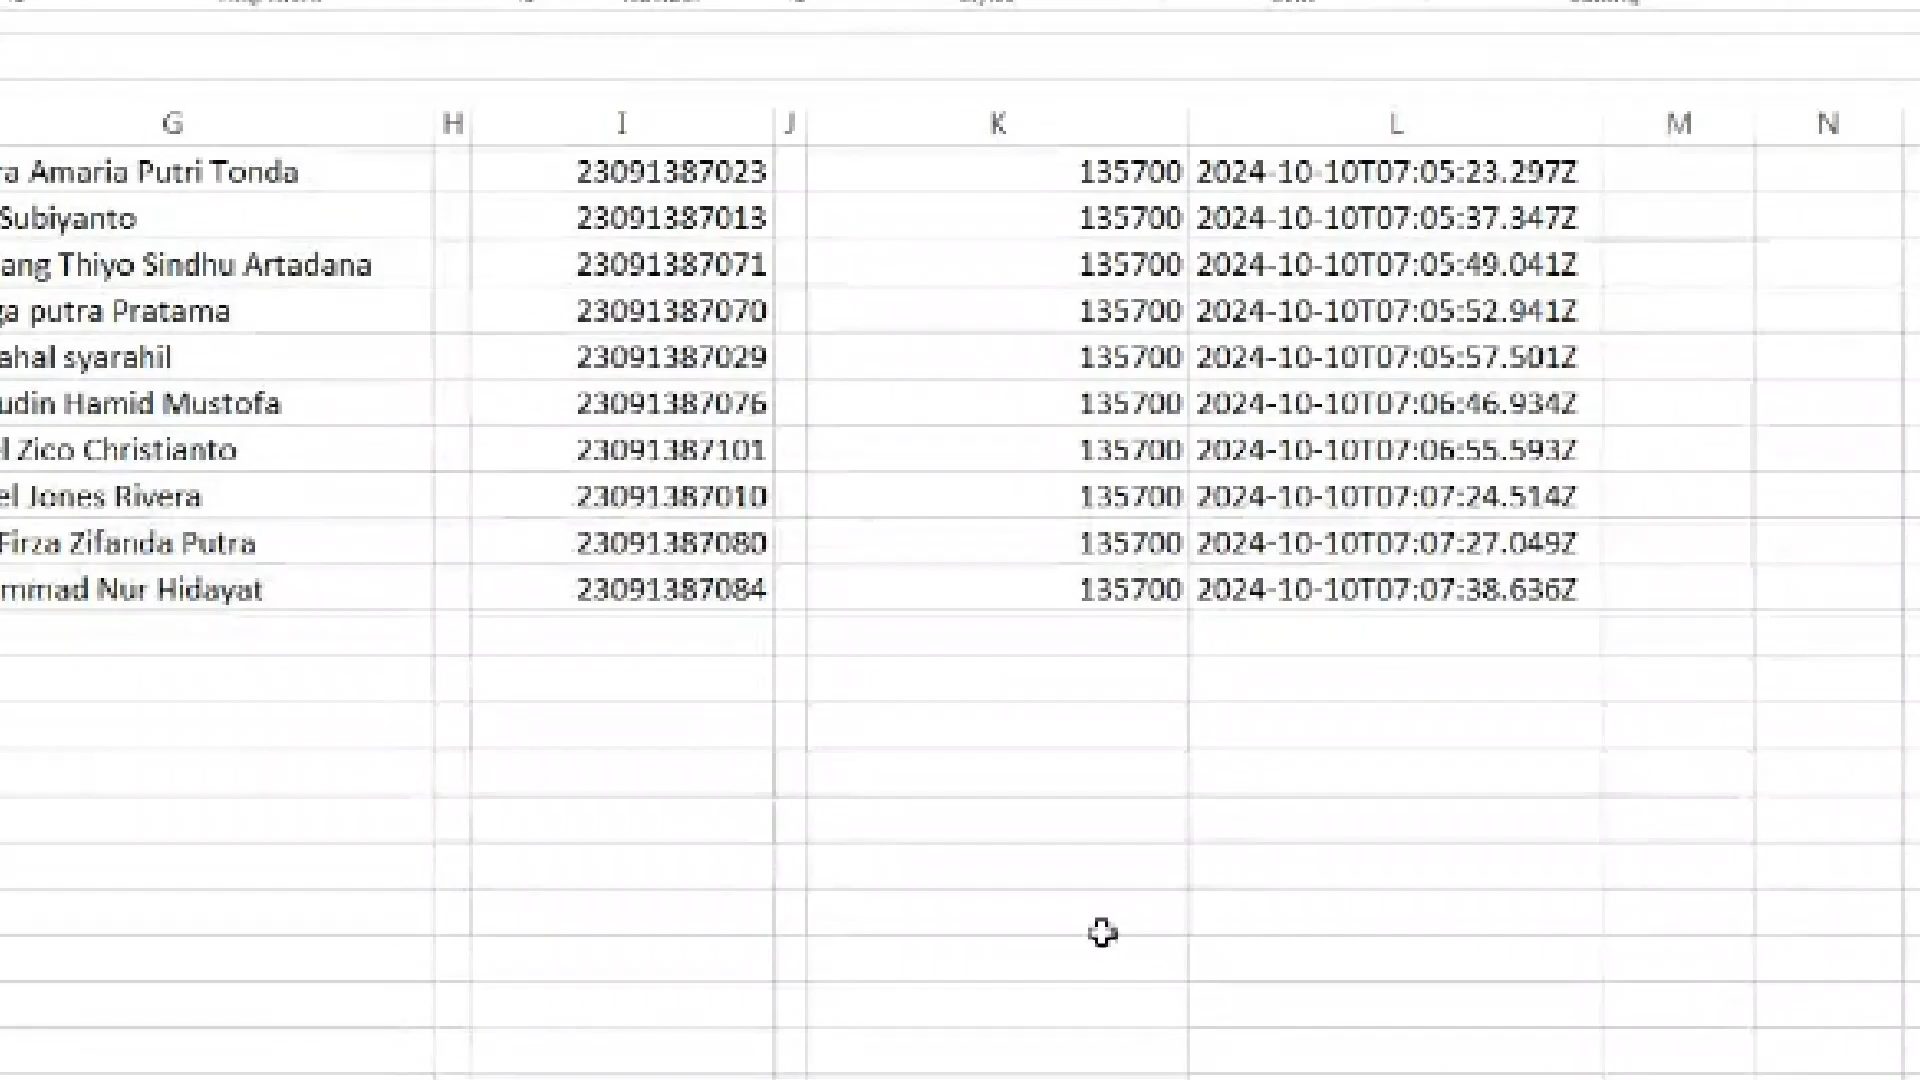 G H I J K L M N
ra Amaria Putri Tonda 23091387023 135700 2024-10-10T07:05:23.297Z
Subiyanto 23091387013 135700 2024-10-10T07:05:37.347Z
ang Thiyo Sindhu Artadana 23091387071 135700 2024-10-10T07:05:49.041Z
ga putra Pratama 23091387070 135700 2024-10-10T07:05:52.941Z
ahal syarahil 23091387029 135700 2024-10-10T07:05:57.501Z
udin Hamid Mustofa 23091387076 135700 2024-10-10T07:06:46.934Z
el Zico Christianto 23091387101 135700 2024-10-10T07:06:55.593Z
el Jones Rivera 23091387010 135700 2024-10-10T07:07:24.514Z
Firza Zifanda Putra 23091387080 135700 2024-10-10T07:07:27.049Z
mmad Nur Hidayat 23091387084 135700 2024-10-10T07:07:38.636Z